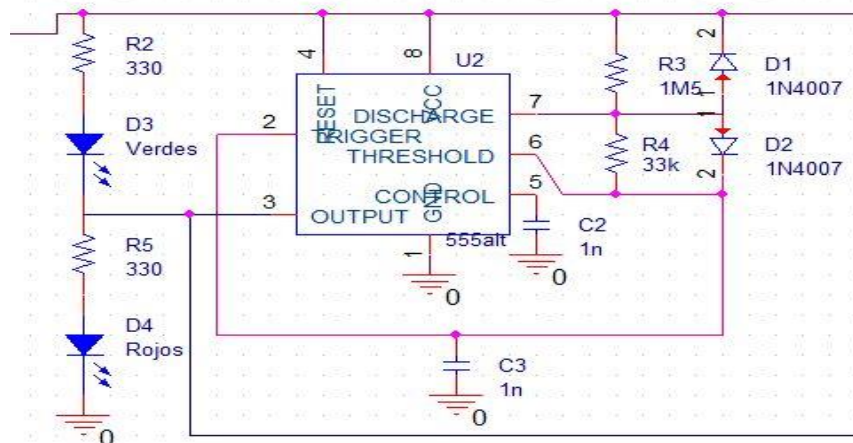 R2
330
D3
Verdes
R5
330
D4
Rojos
0
4
8
U2
RESET
VCC
2
DISCHARGE
7
TRIGGER
THRESHOLD
6
CONTROL
5
3
OUTPUT
GND
555alt
1
0
C2
1n
0
C3
1n
0
R3
1M5
R4
33k
2
D1
1N4007
1
1
D2
1N4007
2